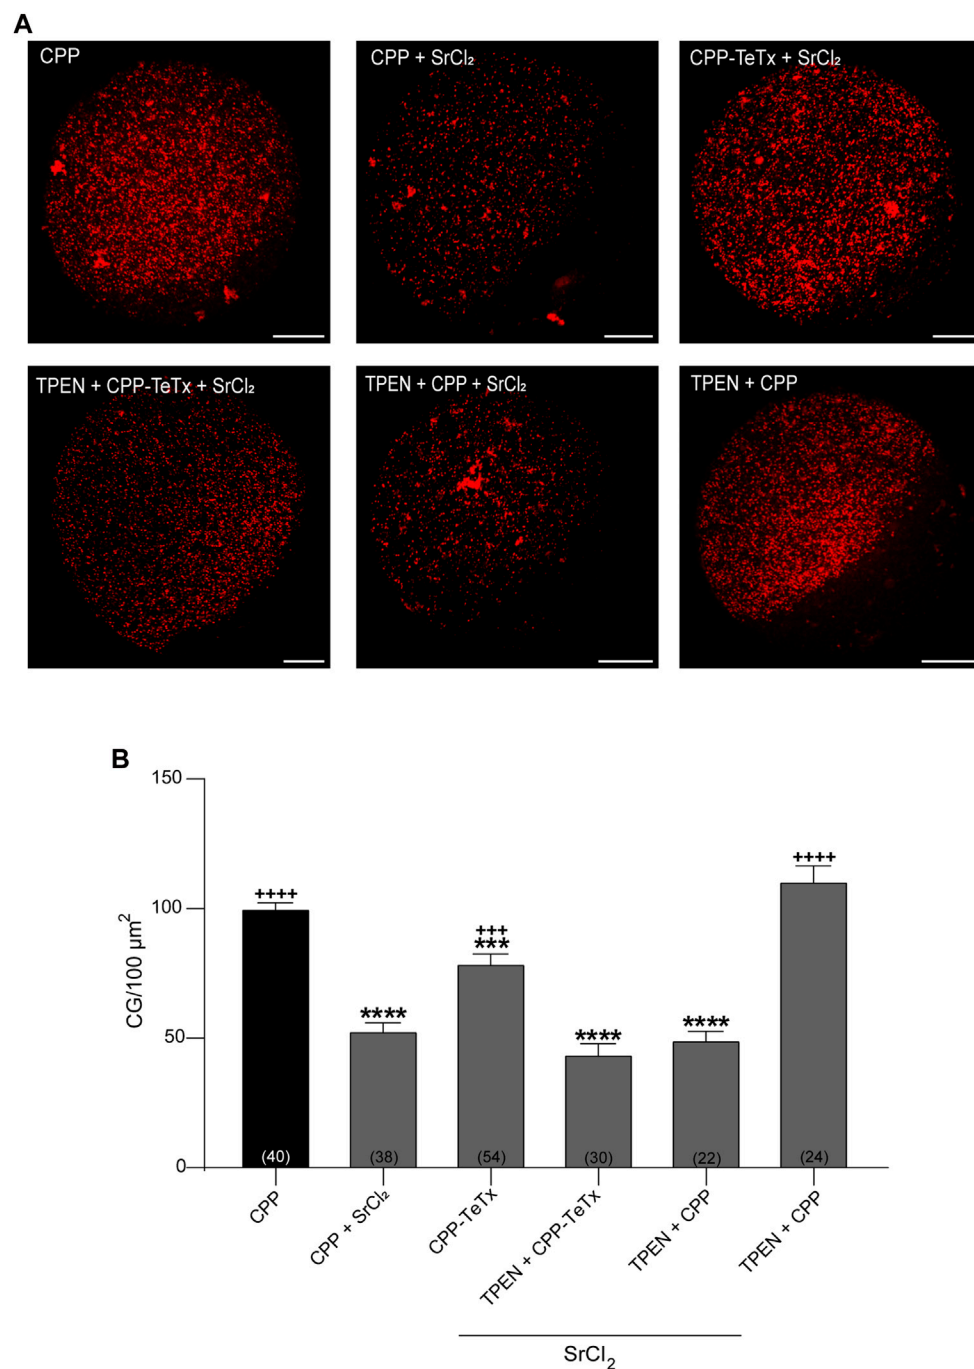 A
CPP
CPP + SrCl₂
CPP-TeTx + SrCl₂
TPEN + CPP-TeTx + SrCl₂
TPEN + CPP + SrCl₂
TPEN + CPP
B
CG/100 µm²
150
100
50
0
++++
****
+++
***
****
****
++++
(40)
(38)
(54)
(30)
(22)
(24)
CPP
CPP + SrCl₂
CPP-TeTx
TPEN + CPP-TeTx
TPEN + CPP
TPEN + CPP
SrCl₂